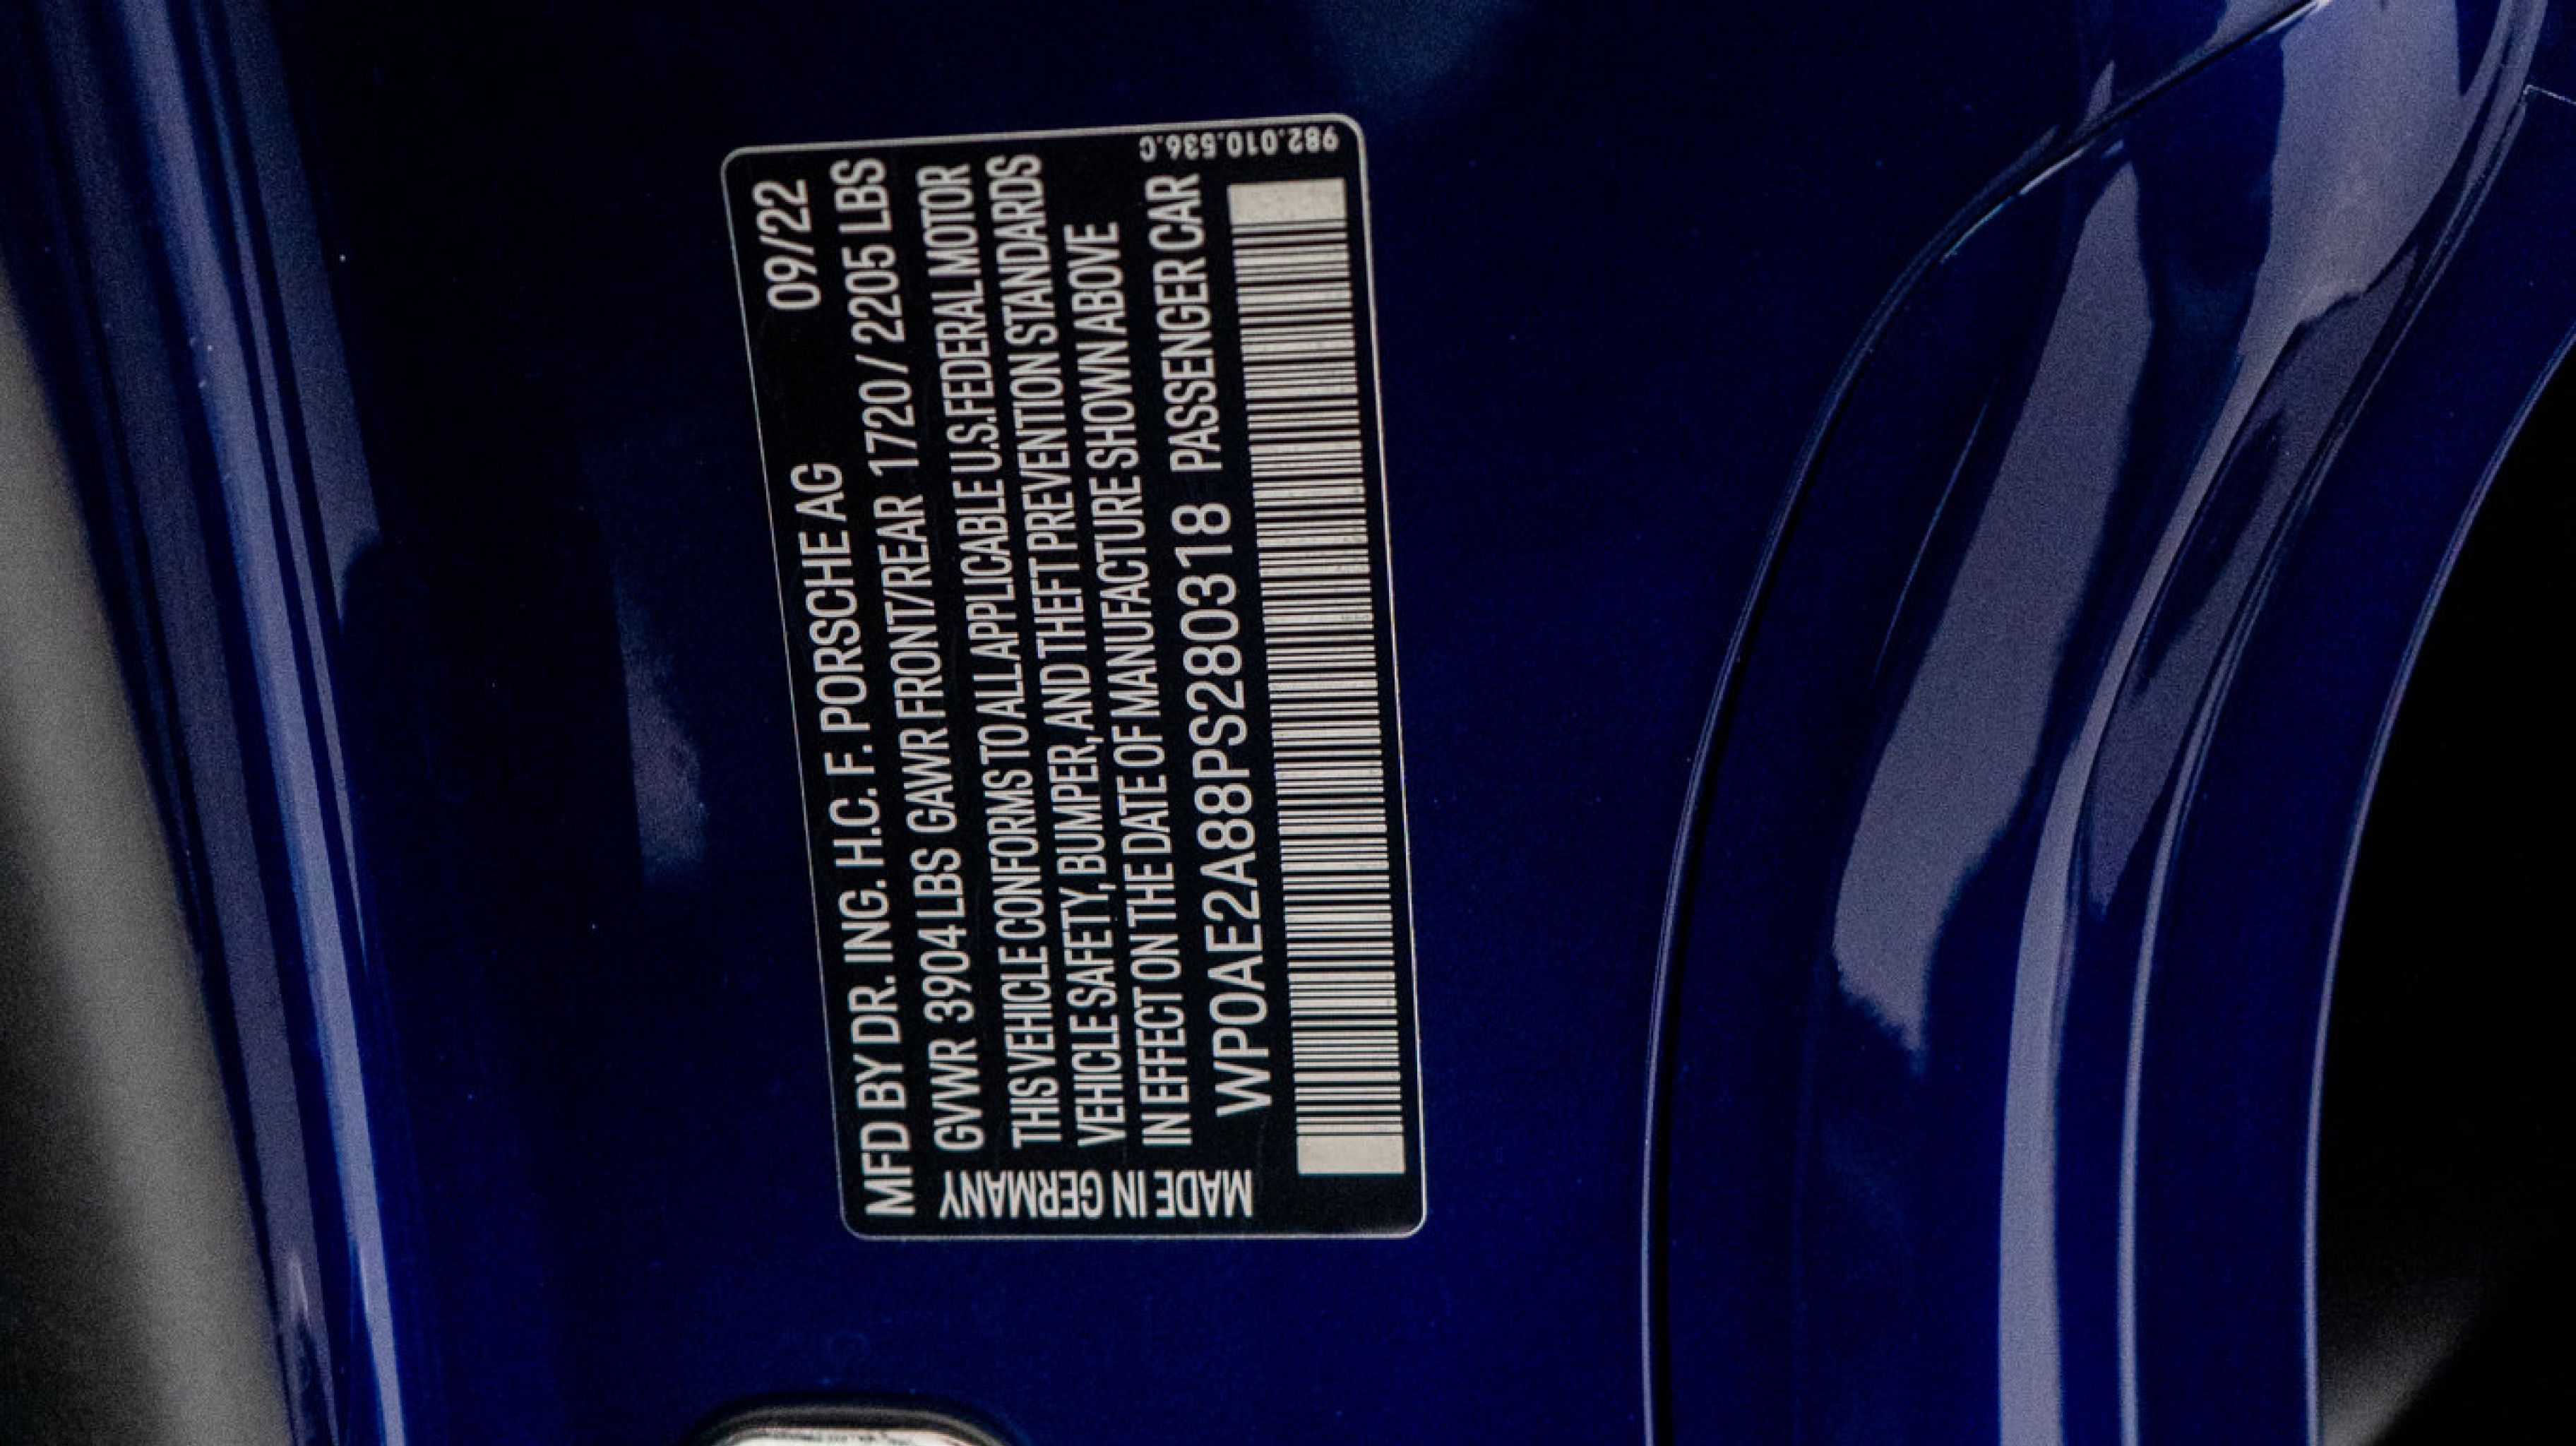 MFD BY DR. ING. H.C. F. PORSCHE AG 09/22
GVWR 3904 LBS GAWR FRONT/REAR 1720 / 2205 LBS
THIS VEHICLE CONFORMS TO ALL APPLICABLE U.S. FEDERAL MOTOR
VEHICLE SAFETY, BUMPER, AND THEFT PREVENTION STANDARDS
IN EFFECT ON THE DATE OF MANUFACTURE SHOWN ABOVE
WP0AE2A88PS280318 PASSENGER CAR
MADE IN GERMANY
982.010.536.C